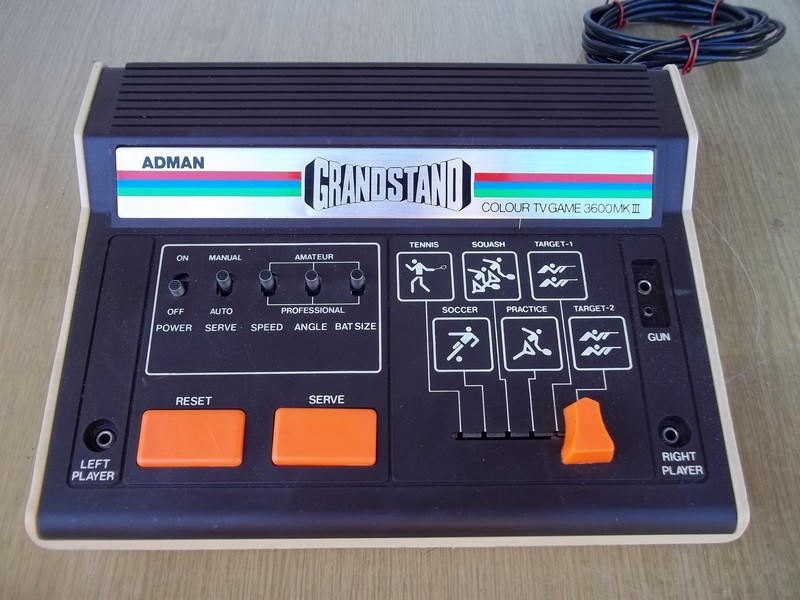 ADMAN
GRANDSTAND
COLOUR TV GAME 3600 MK III
ON MANUAL AMATEUR
OFF AUTO PROFESSIONAL
POWER SERVE SPEED ANGLE BAT SIZE
TENNIS SQUASH TARGET-1
SOCCER PRACTICE TARGET-2
GUN
RESET SERVE
LEFT
PLAYER
RIGHT
PLAYER